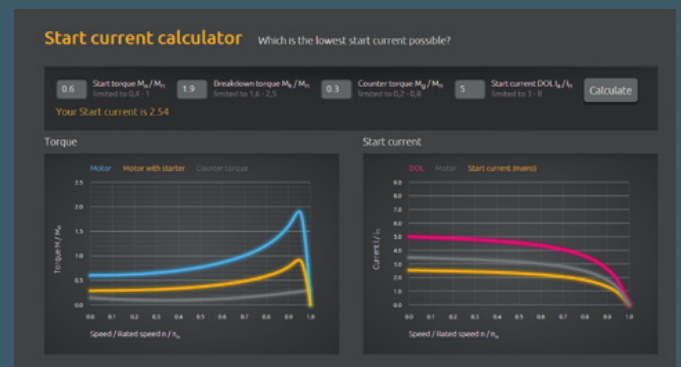 Start current calculator Which is the lowest start current possible?
0.6 Start torque Mₐ / Mₙ 1.9 Breakdown torque Mₖ / Mₙ 0.3 Counter torque M₉ / Mₙ 5 Start current DOL Iₐ / Iₙ Calculate
limited to 0,4 - 1 limited to 1,6 - 2,5 limited to 0,2 - 0,8 limited to 3 - 8
Your Start current is 2.54
Torque Start current
Motor Motor with starter Counter torque
2.5
2.0
1.5
1.0
0.5
0.0
Torque M / Mₙ
0.0 0.1 0.2 0.3 0.4 0.5 0.6 0.7 0.8 0.9 1.0
Speed / Rated speed n / nₙ
DOL Motor Start current (mains)
9.0
8.0
7.0
6.0
5.0
4.0
3.0
2.0
1.0
0.0
Current I / Iₙ
0.0 0.1 0.2 0.3 0.4 0.5 0.6 0.7 0.8 0.9 1.0
Speed / Rated speed n / nₙ